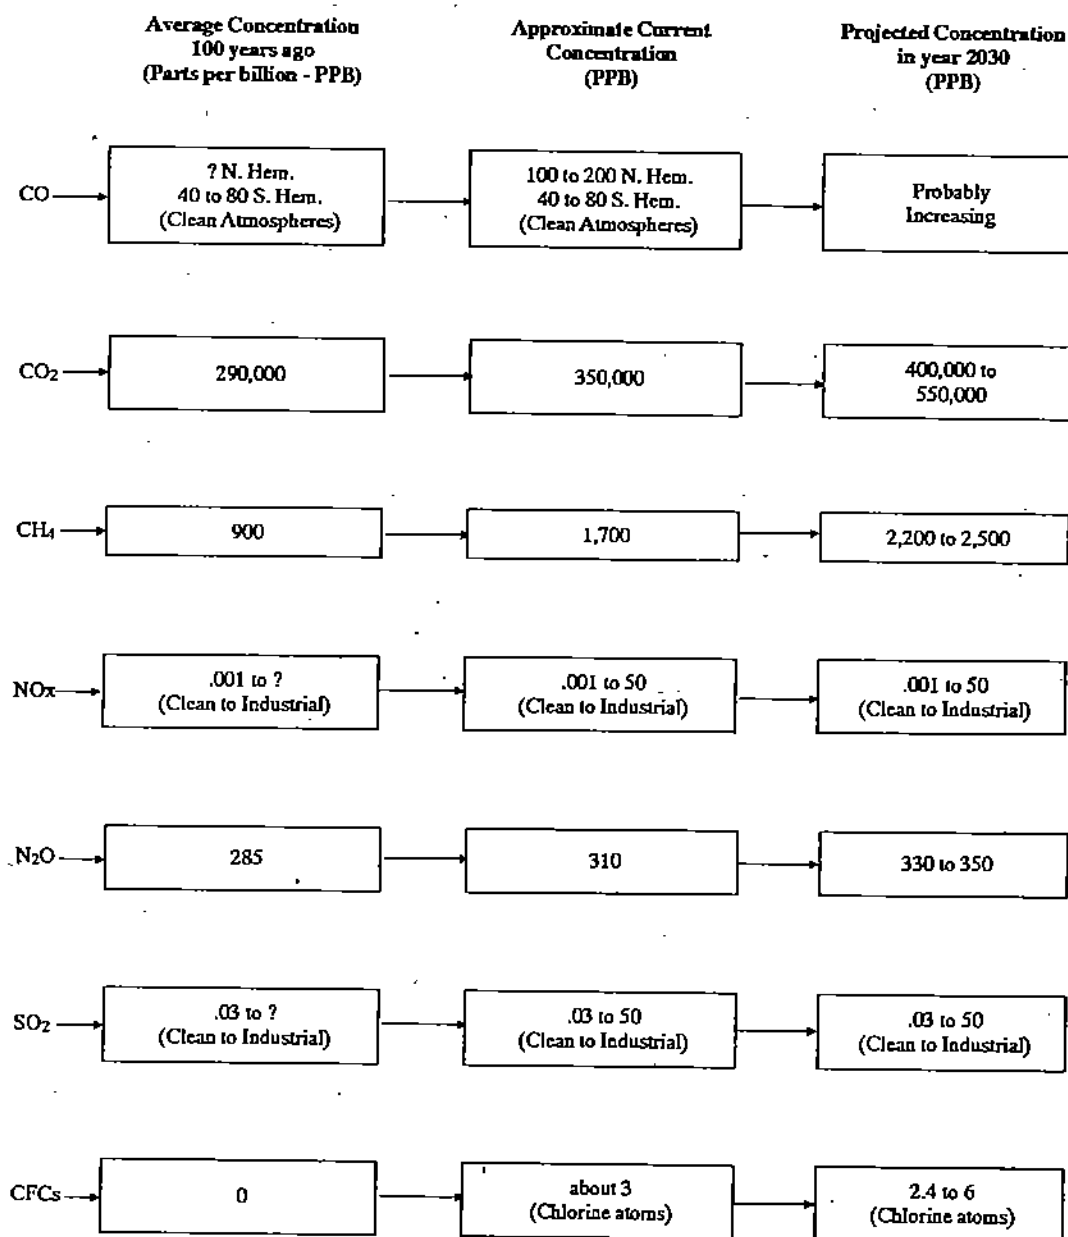 Average Concentration
100 years ago
(Parts per billion - PPB)
Approximate Current
Concentration
(PPB)
Projected Concentration
in year 2030
(PPB)
CO
? N. Hem.
40 to 80 S. Hem.
(Clean Atmospheres)
100 to 200 N. Hem.
40 to 80 S. Hem.
(Clean Atmospheres)
Probably
Increasing
CO₂
290,000
350,000
400,000 to
550,000
CH₄
900
1,700
2,200 to 2,500
NOx
.001 to ?
(Clean to Industrial)
.001 to 50
(Clean to Industrial)
.001 to 50
(Clean to Industrial)
N₂O
285
310
330 to 350
SO₂
.03 to ?
(Clean to Industrial)
.03 to 50
(Clean to Industrial)
.03 to 50
(Clean to Industrial)
CFCs
0
about 3
(Chlorine atoms)
2.4 to 6
(Chlorine atoms)